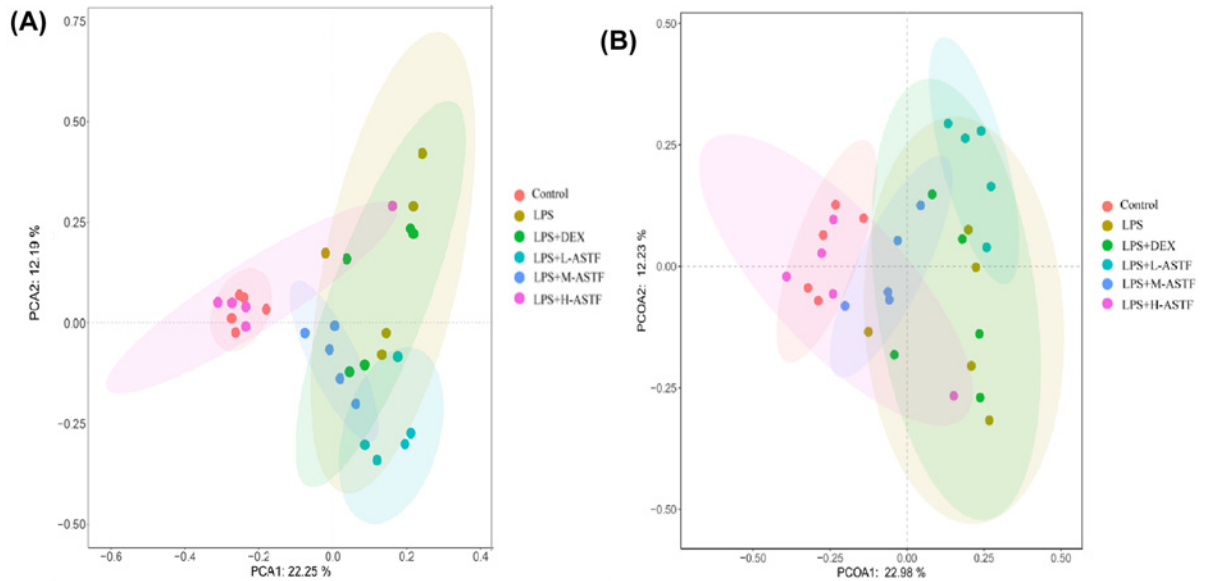 (A)
0.75
0.50
0.25
0.00
−0.25
−0.50
PCA2: 12.19 %
−0.6
−0.4
−0.2
0.0
0.2
0.4
PCA1: 22.25 %
Control
LPS
LPS+DEX
LPS+L-ASTF
LPS+M-ASTF
LPS+H-ASTF
(B)
0.50
0.25
0.00
−0.25
−0.50
PCOA2: 12.23 %
−0.50
−0.25
0.00
0.25
0.50
PCOA1: 22.98 %
Control
LPS
LPS+DEX
LPS+L-ASTF
LPS+M-ASTF
LPS+H-ASTF